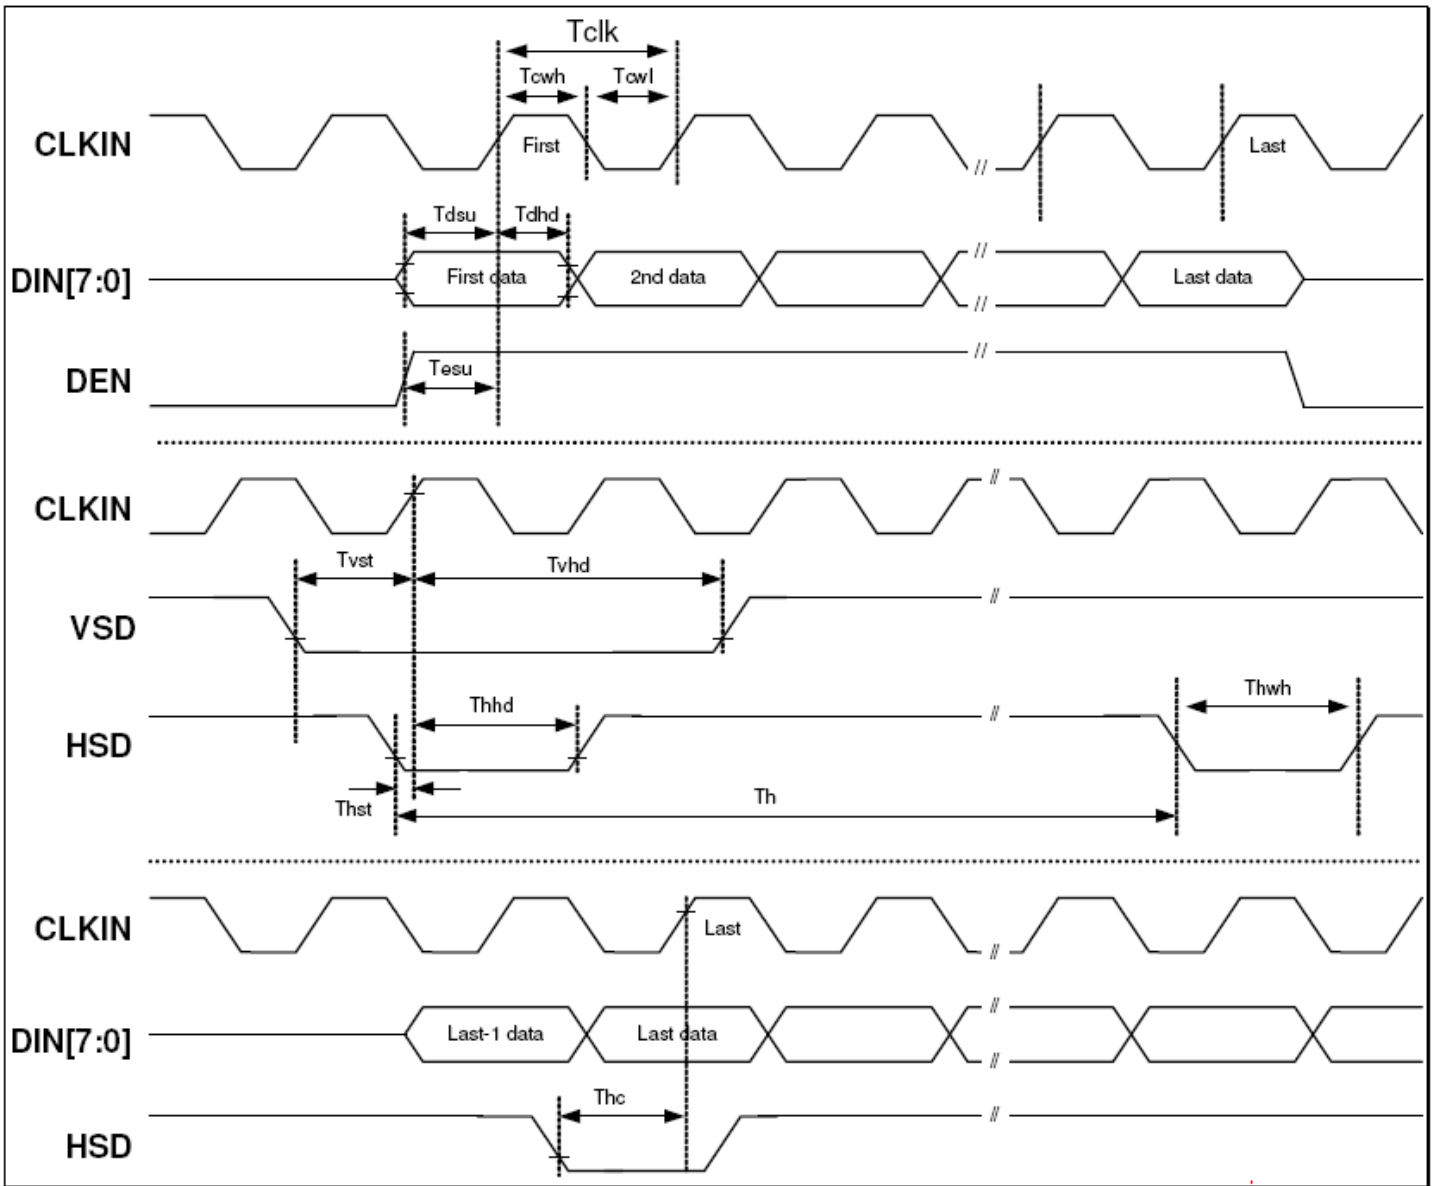 Tclk
Tcwh Tcwl
CLKIN First // Last
Tdsu Tdhd
//
DIN[7:0] First data 2nd data Last data
//
//
DEN Tesu
//
CLKIN
Tvst Tvhd
//
VSD
Thhd Thwh
//
HSD
Thst Th
CLKIN Last
//
//
DIN[7:0] Last-1 data Last data
//
Thc
//
HSD